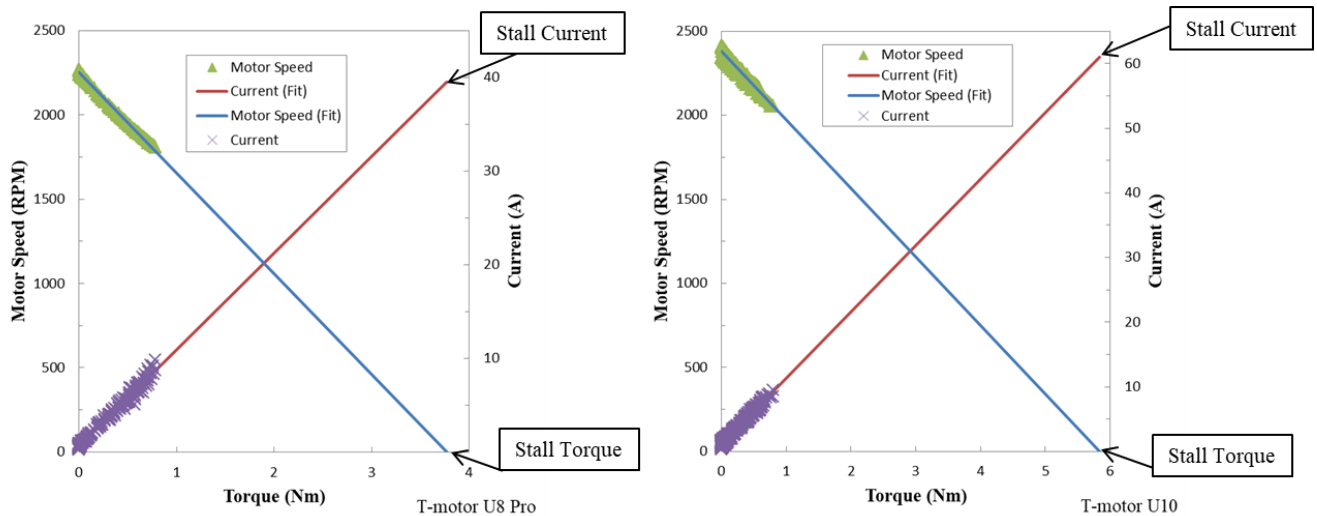 Stall Current
2500
2000
1500
1000
500
0
Motor Speed (RPM)
Motor Speed
Current (Fit)
Motor Speed (Fit)
Current
40
30
20
10
Current (A)
Stall Torque
0
1
2
3
4
Torque (Nm)
T-motor U8 Pro
Stall Current
2500
2000
1500
1000
500
0
Motor Speed (RPM)
Motor Speed
Current (Fit)
Motor Speed (Fit)
Current
60
50
40
30
20
10
Current (A)
Stall Torque
0
1
2
3
4
5
6
Torque (Nm)
T-motor U10